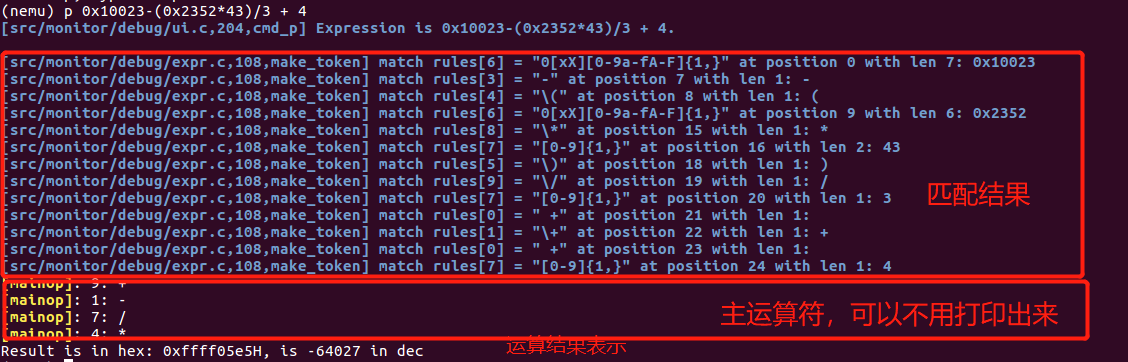 (nemu) p 0x10023-(0x2352*43)/3 + 4
[src/monitor/debug/ui.c,204,cmd_p] Expression is 0x10023-(0x2352*43)/3 + 4.
[src/monitor/debug/expr.c,108,make_token] match rules[6] = "0[xX][0-9a-fA-F]{1,}" at position 0 with len 7: 0x10023
[src/monitor/debug/expr.c,108,make_token] match rules[3] = "-" at position 7 with len 1: -
[src/monitor/debug/expr.c,108,make_token] match rules[4] = "\(" at position 8 with len 1: (
[src/monitor/debug/expr.c,108,make_token] match rules[6] = "0[xX][0-9a-fA-F]{1,}" at position 9 with len 6: 0x2352
[src/monitor/debug/expr.c,108,make_token] match rules[8] = "\*" at position 15 with len 1: *
[src/monitor/debug/expr.c,108,make_token] match rules[7] = "[0-9]{1,}" at position 16 with len 2: 43
[src/monitor/debug/expr.c,108,make_token] match rules[5] = "\)" at position 18 with len 1: )
[src/monitor/debug/expr.c,108,make_token] match rules[9] = "\/" at position 19 with len 1: /
[src/monitor/debug/expr.c,108,make_token] match rules[7] = "[0-9]{1,}" at position 20 with len 1: 3
匹配结果
[src/monitor/debug/expr.c,108,make_token] match rules[0] = " +" at position 21 with len 1:
[src/monitor/debug/expr.c,108,make_token] match rules[1] = "\+" at position 22 with len 1: +
[src/monitor/debug/expr.c,108,make_token] match rules[0] = " +" at position 23 with len 1:
[src/monitor/debug/expr.c,108,make_token] match rules[7] = "[0-9]{1,}" at position 24 with len 1: 4
[mainop]: 9: +
[mainop]: 1: -
[mainop]: 7: /
主运算符，可以不用打印出来
[mainop]: 4: *
运算结果表示
Result is in hex: 0xffff05e5H, is -64027 in dec